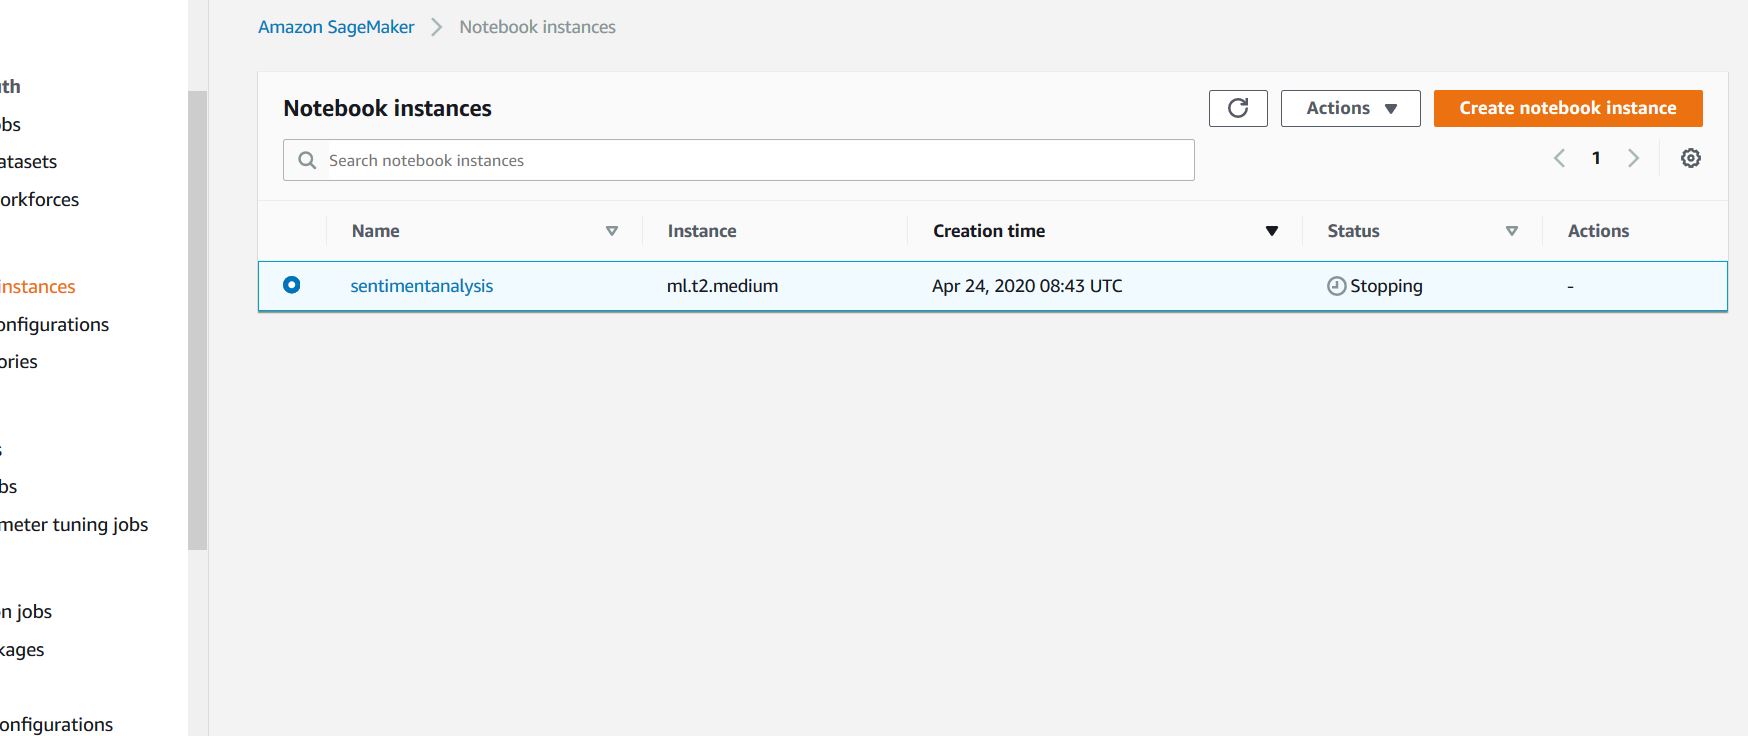 Amazon SageMaker > Notebook instances
uth
obs
atasets
orkforces
instances
onfigurations
ories
s
bs
meter tuning jobs
n jobs
kages
onfigurations
Notebook instances
Actions
Create notebook instance
Search notebook instances
1
Name Instance Creation time Status Actions
sentimentanalysis ml.t2.medium Apr 24, 2020 08:43 UTC Stopping -